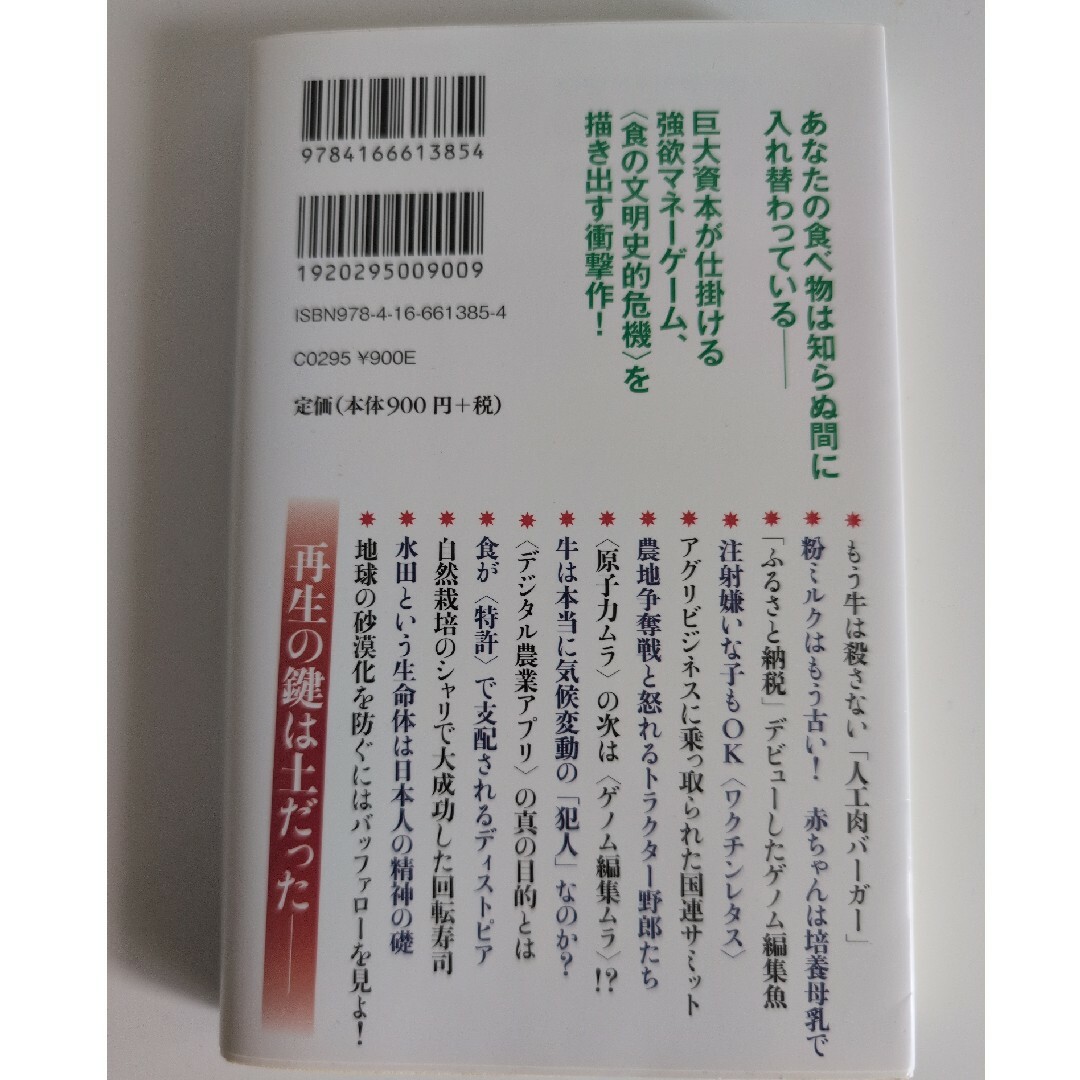 あなたの食べ物は知らぬ間に
入れ替わっている──
巨大資本が仕掛ける
強欲マネーゲーム、
〈食の文明史的危機〉を
描き出す衝撃作！
9784166613854
1920295009009
ISBN978-4-16-661385-4
C0295 ¥900E
定価（本体900円＋税）
✷ もう牛は殺さない「人工肉バーガー」
✷ 粉ミルクはもう古い！　赤ちゃんは培養母乳で
✷ 「ふるさと納税」デビューしたゲノム編集魚
✷ 注射嫌いな子もOK〈ワクチンレタス〉
✷ アグリビジネスに乗っ取られた国連サミット
✷ 農地争奪戦と怒れるトラクター野郎たち
✷ 〈原子力ムラ〉の次は〈ゲノム編集ムラ〉!?
✷ 牛は本当に気候変動の「犯人」なのか？
✷ 〈デジタル農業アプリ〉の真の目的とは
✷ 食が〈特許〉で支配されるディストピア
✷ 自然栽培のシャリで大成功した回転寿司
✷ 水田という生命体は日本人の精神の礎
✷ 地球の砂漠化を防ぐにはバッファローを見よ！
再生の鍵は土だった──